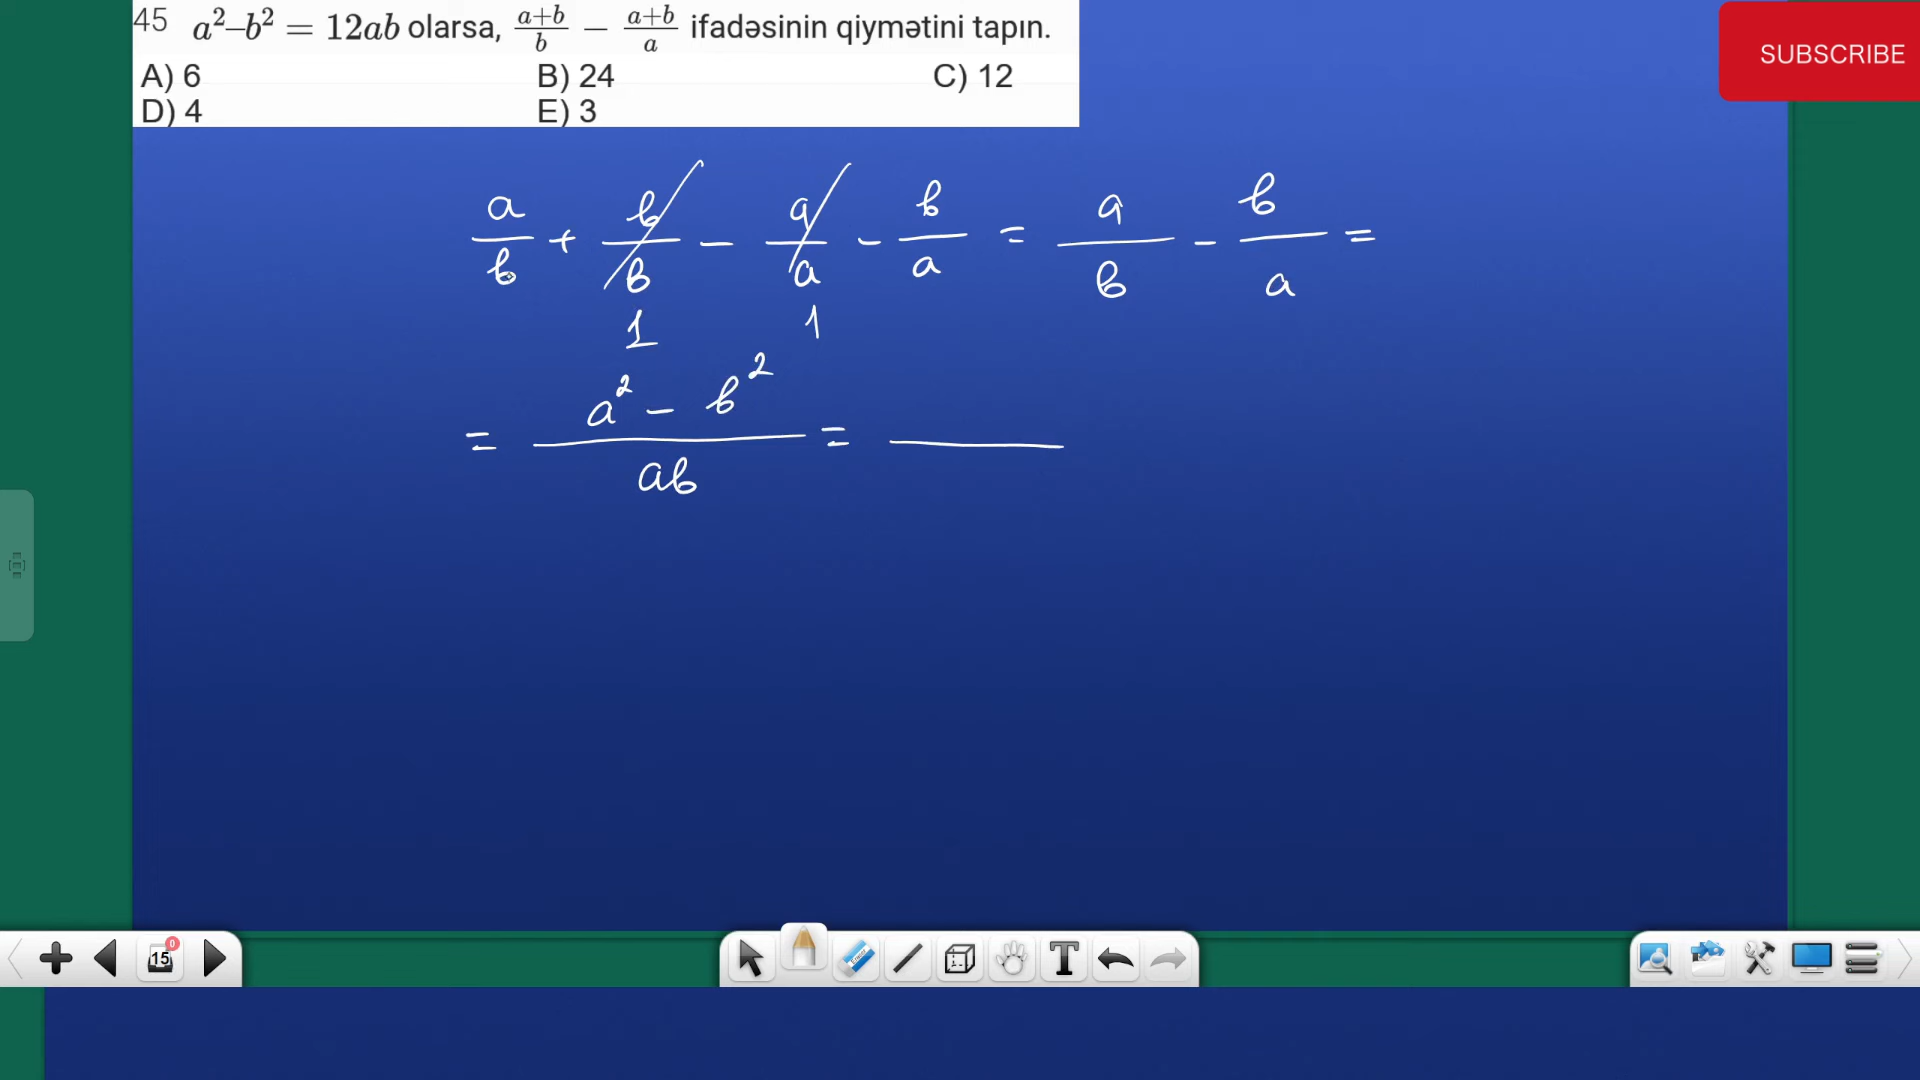 45 a²–b² = 12ab olarsa, (a+b)/b − (a+b)/a ifadəsinin qiymətini tapın.
A) 6 B) 24 C) 12
D) 4 E) 3
SUBSCRIBE
a/b + b/b − a/a − b/a = a/b − b/a =
1 1
= (a² − b²)/ab =
0
15
T